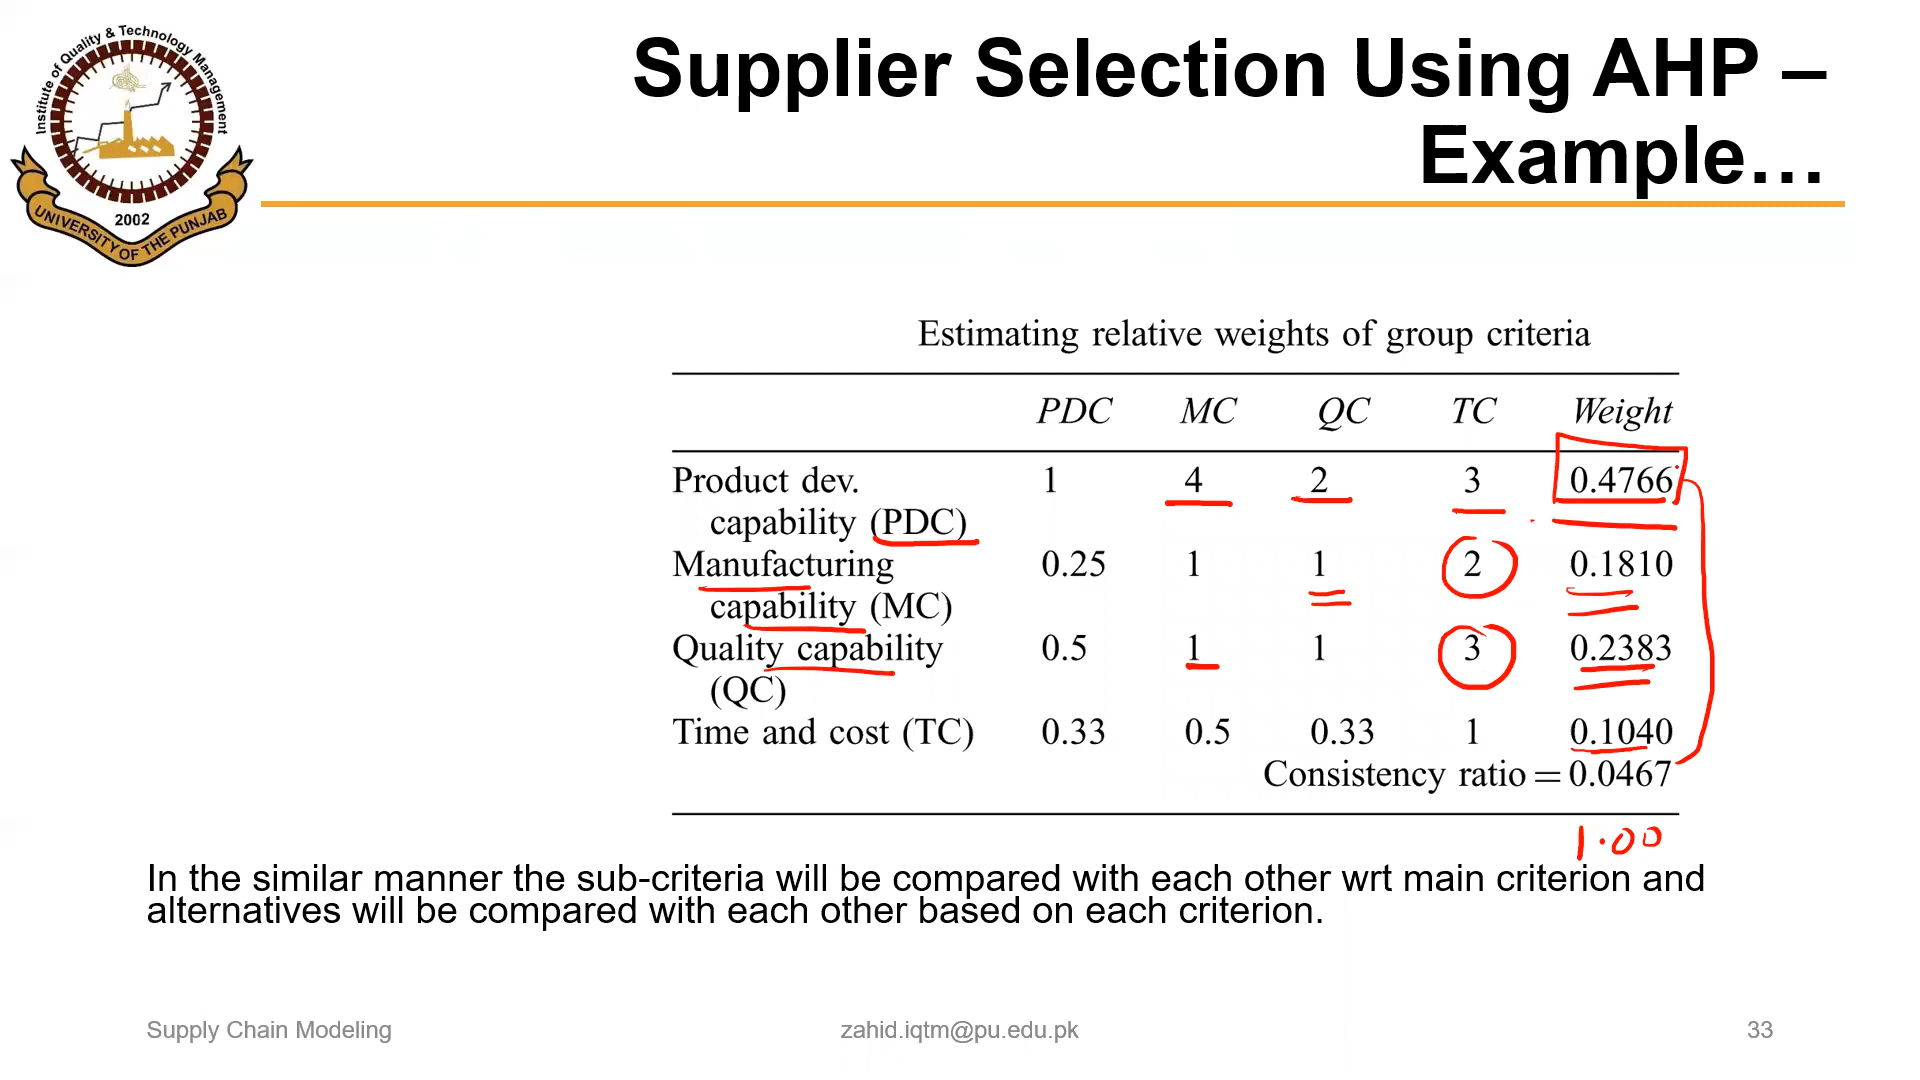 Institute of Quality & Technology Management
2002
UNIVERSITY OF THE PUNJAB
Supplier Selection Using AHP –
Example…
Estimating relative weights of group criteria
PDC MC QC TC Weight
Product dev. 1 4 2 3 0.4766
capability (PDC)
Manufacturing 0.25 1 1 2 0.1810
capability (MC)
Quality capability 0.5 1 1 3 0.2383
(QC)
Time and cost (TC) 0.33 0.5 0.33 1 0.1040
Consistency ratio = 0.0467
1.00
In the similar manner the sub-criteria will be compared with each other wrt main criterion and
alternatives will be compared with each other based on each criterion.
Supply Chain Modeling zahid.iqtm@pu.edu.pk 33